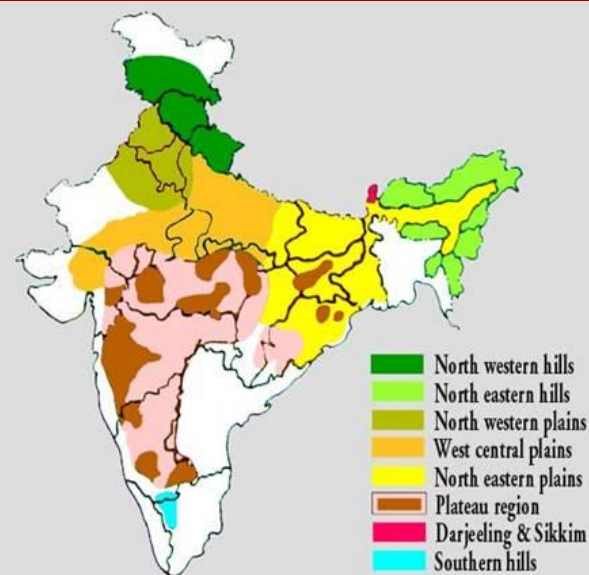 North western hills
North eastern hills
North western plains
West central plains
North eastern plains
Plateau region
Darjeeling & Sikkim
Southern hills